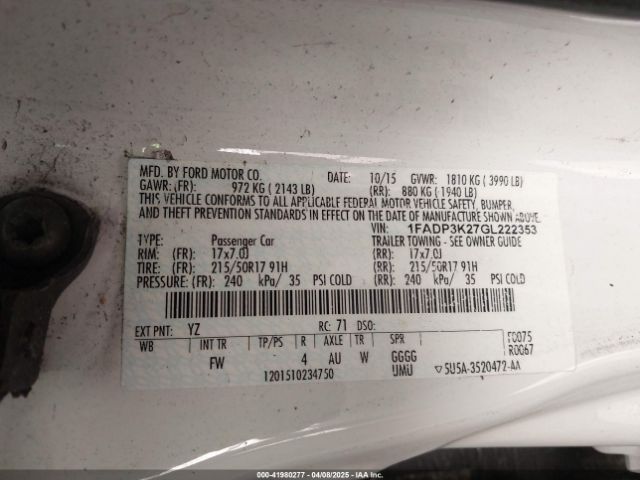 MFD. BY FORD MOTOR CO. DATE: 10/15 GVWR: 1810 KG ( 3990 LB)
GAWR: (FR): 972 KG ( 2143 LB) (RR): 880 KG ( 1940 LB)
THIS VEHICLE CONFORMS TO ALL APPLICABLE FEDERAL MOTOR VEHICLE SAFETY, BUMPER,
AND THEFT PREVENTION STANDARDS IN EFFECT ON THE DATE OF MANUFACTURE SHOWN ABOVE.
VIN: 1FADP3K27GL222353
TYPE: Passenger Car TRAILER TOWING - SEE OWNER GUIDE
RIM: (FR): 17x7.0J (RR): 17x7.0J
TIRE: (FR): 215/50R17 91H (RR): 215/50R17 91H
PRESSURE: (FR): 240 kPa/ 35 PSI COLD (RR): 240 kPa/ 35 PSI COLD
EXT PNT: YZ RC: 71 DSO: F0075
WB INT TR TP/PS R AXLE TR SPR R0067
FW 4 AU W GGGG
1201510234750 UMU ▽5U5A-3520472-AA
000-41980277 - 04/08/2025 - IAAI.COM